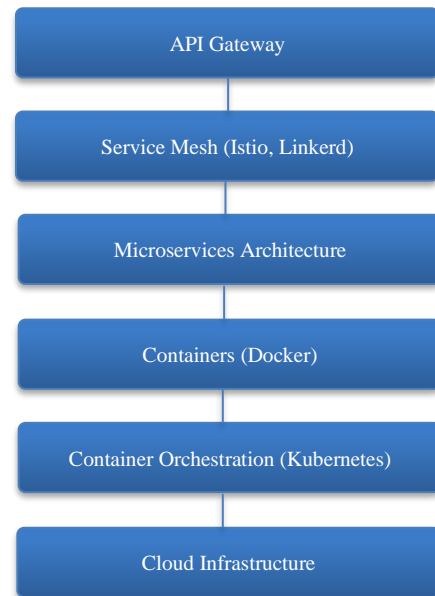 API Gateway
Service Mesh (Istio, Linkerd)
Microservices Architecture
Containers (Docker)
Container Orchestration (Kubernetes)
Cloud Infrastructure